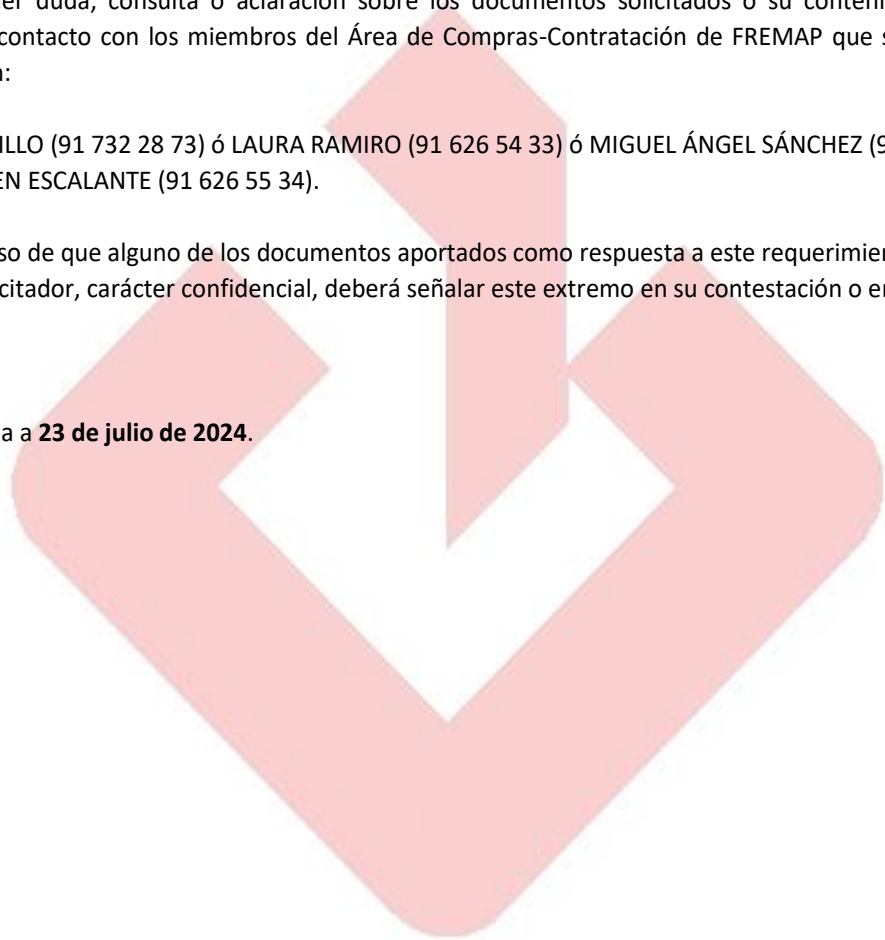 er duda, consulta o aclaración sobre los documentos solicitados o su conteni
contacto con los miembros del Área de Compras-Contratación de FREMAP que s
n:
ILLO (91 732 28 73) ó LAURA RAMIRO (91 626 54 33) ó MIGUEL ÁNGEL SÁNCHEZ (9
EN ESCALANTE (91 626 55 34).
so de que alguno de los documentos aportados como respuesta a este requerimier
citador, carácter confidencial, deberá señalar este extremo en su contestación o er
a a 23 de julio de 2024.